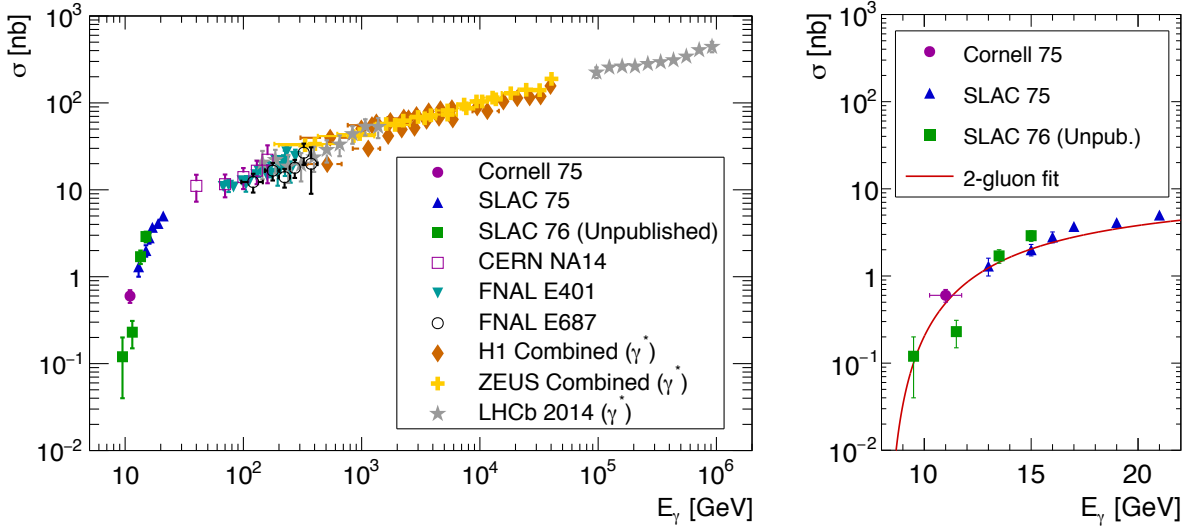 σ [nb]
10³
10²
10
1
10⁻¹
10⁻²
10 10² 10³ 10⁴ 10⁵ 10⁶
E_γ [GeV]
Cornell 75
SLAC 75
SLAC 76 (Unpublished)
CERN NA14
FNAL E401
FNAL E687
H1 Combined (γ*)
ZEUS Combined (γ*)
LHCb 2014 (γ*)
σ [nb]
10³
10²
10
1
10⁻¹
10⁻²
10 15 20
E_γ [GeV]
Cornell 75
SLAC 75
SLAC 76 (Unpub.)
2-gluon fit